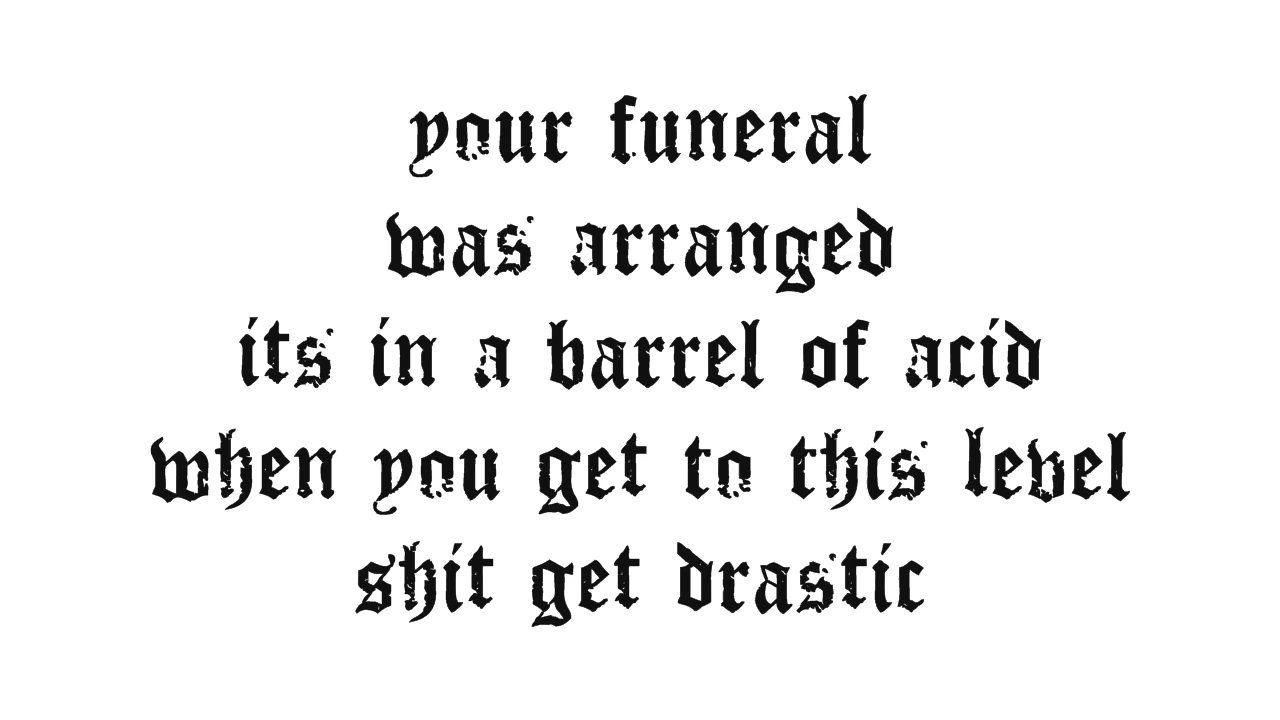 your funeral
was arranged
its in a barrel of acid
when you get to this level
shit get drastic